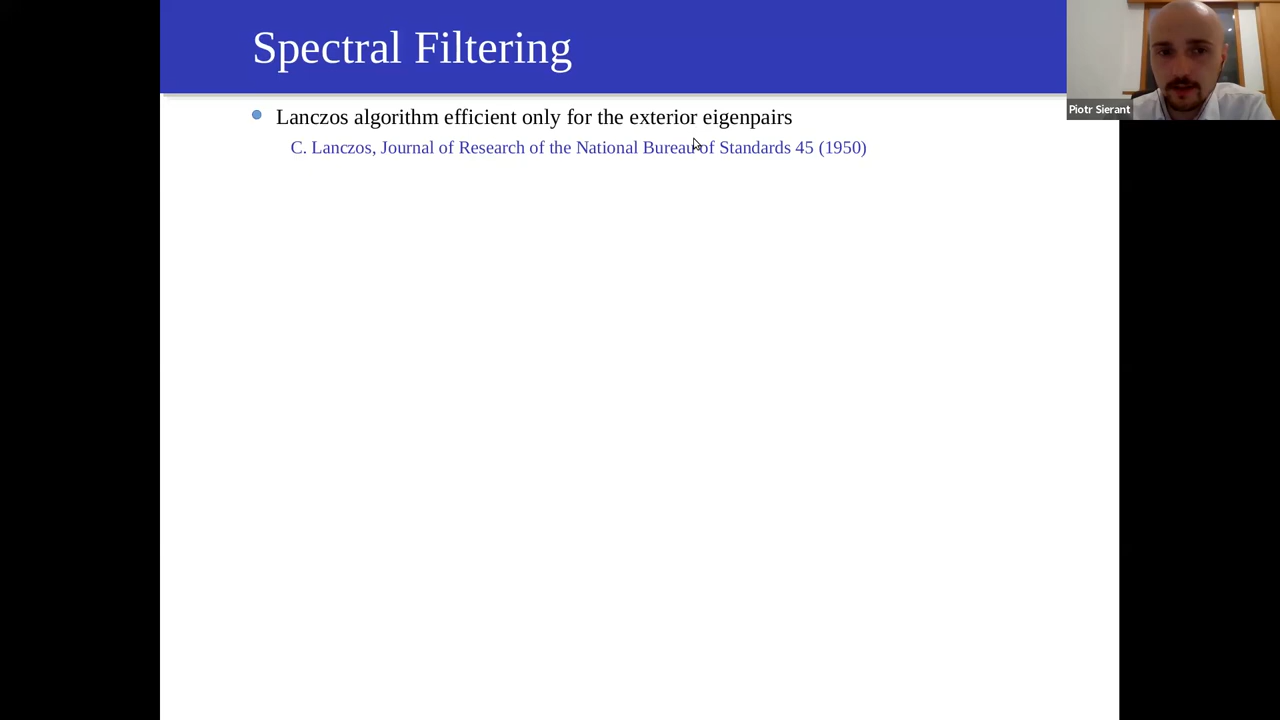 Spectral Filtering
Piotr Sierant
Lanczos algorithm efficient only for the exterior eigenpairs
C. Lanczos, Journal of Research of the National Bureau of Standards 45 (1950)